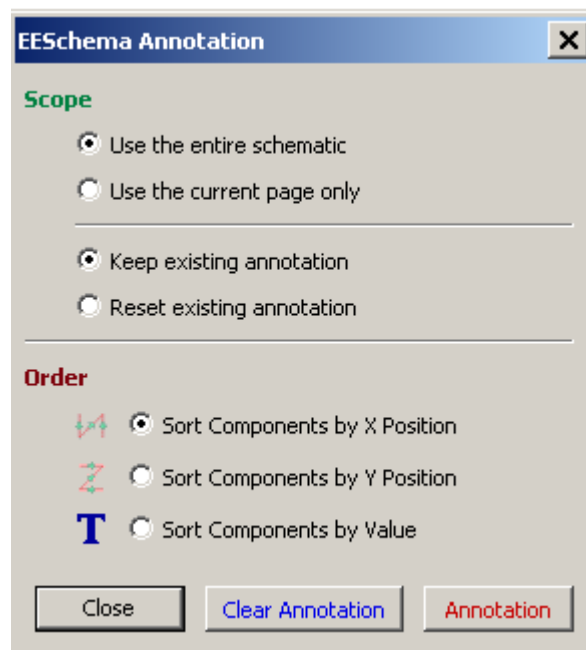 EESchema Annotation
Scope
Use the entire schematic
Use the current page only
Keep existing annotation
Reset existing annotation
Order
Sort Components by X Position
Sort Components by Y Position
T Sort Components by Value
Close Clear Annotation Annotation